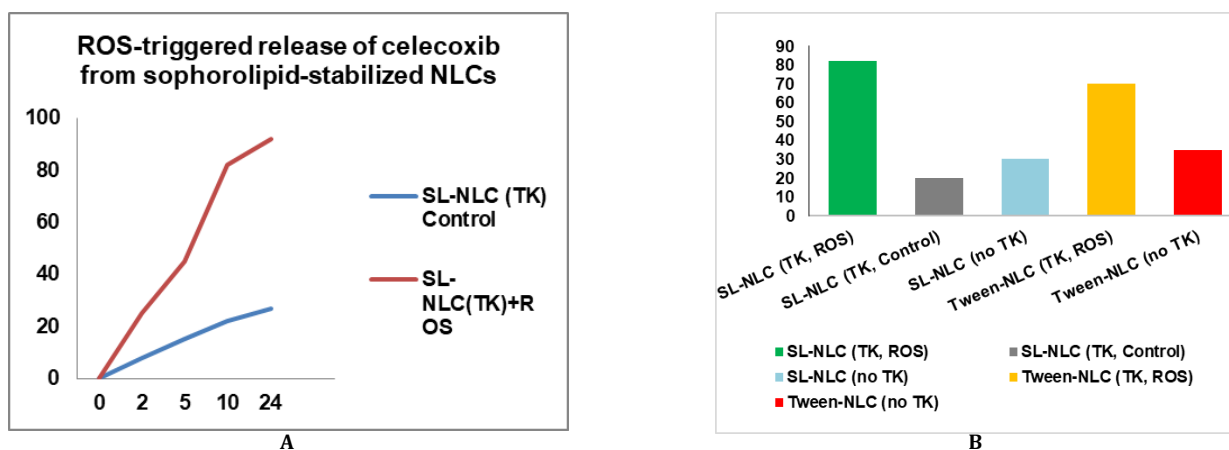 ROS-triggered release of celecoxib
from sophorolipid-stabilized NLCs
100
80
60
40
20
0
0 2 5 10 24
SL-NLC (TK)
Control
SL-
NLC(TK)+R
OS
A
90
80
70
60
50
40
30
20
10
0
SL-NLC (TK, ROS)
SL-NLC (TK, Control)
SL-NLC (no TK)
Tween-NLC (TK, ROS)
Tween-NLC (no TK)
SL-NLC (TK, ROS) SL-NLC (TK, Control)
SL-NLC (no TK) Tween-NLC (TK, ROS)
Tween-NLC (no TK)
B